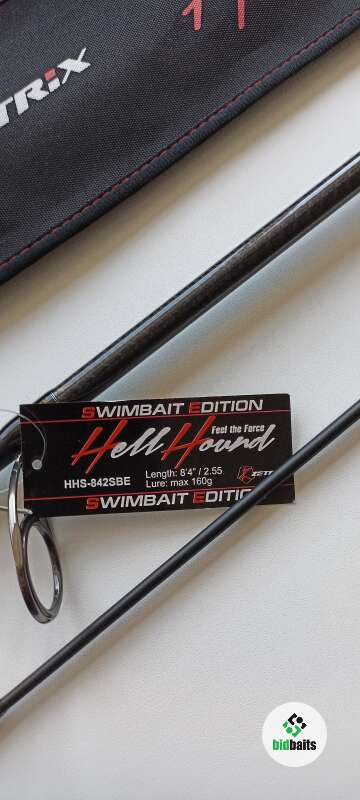 TRiX
SWIMBAIT EDITION
Feel the Force
Hell Hound
HHS-842SBE
Length: 8'4" / 2.55
Lure: max 160g
ZETR
SWIMBAIT EDITION
bidbaits